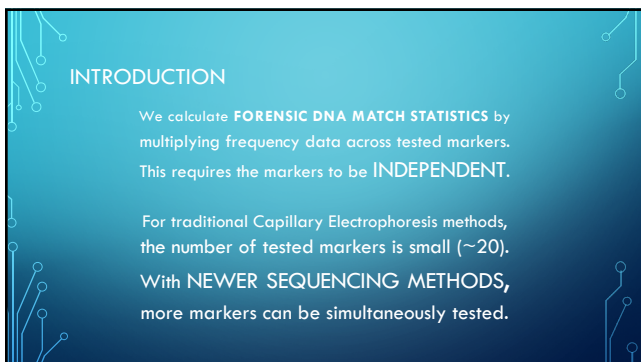 INTRODUCTION
We calculate FORENSIC DNA MATCH STATISTICS by
multiplying frequency data across tested markers.
This requires the markers to be INDEPENDENT.
For traditional Capillary Electrophoresis methods,
the number of tested markers is small (~20).
With NEWER SEQUENCING METHODS,
more markers can be simultaneously tested.